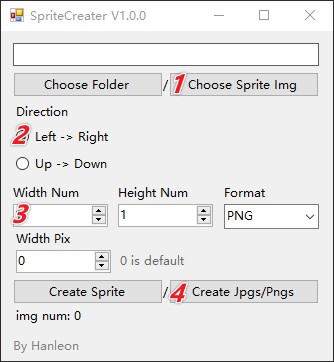 SpriteCreater V1.0.0
Choose Folder / 1 Choose Sprite Img
Direction
2 Left -> Right
Up -> Down
Width Num Height Num Format
3 1 PNG
Width Pix
0 0 is default
Create Sprite / 4 Create Jpgs/Pngs
img num: 0
By Hanleon